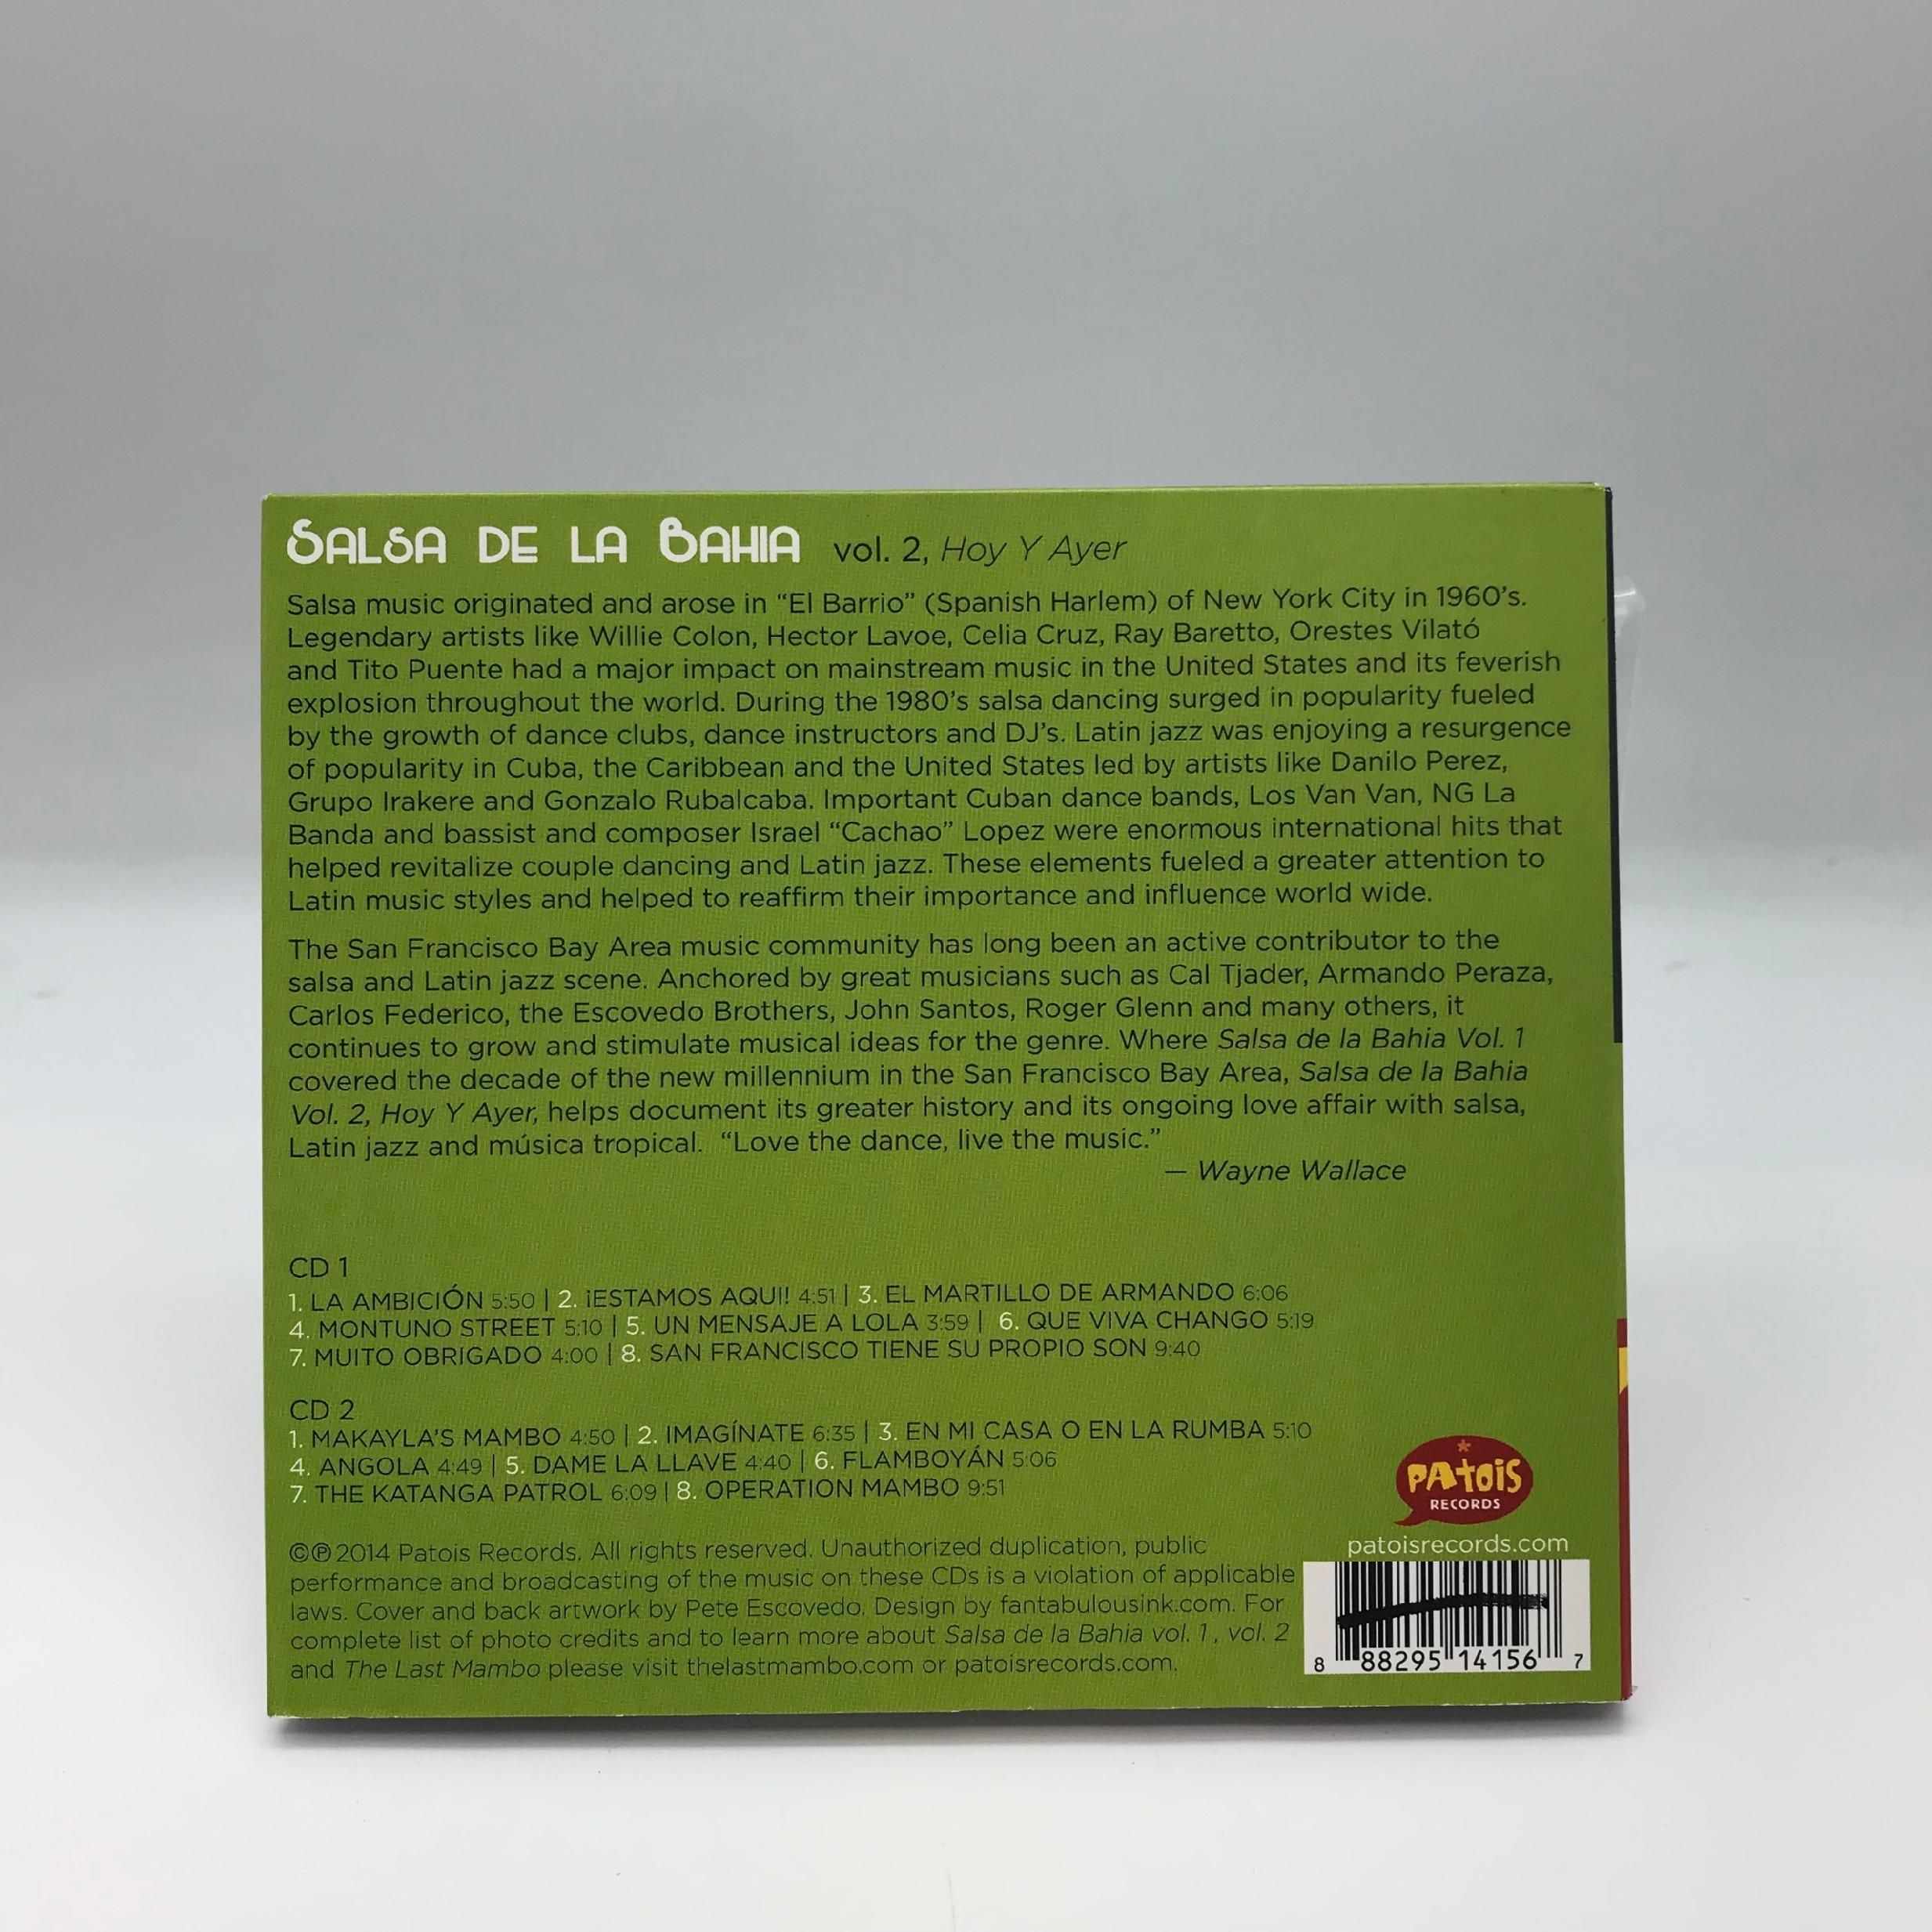 SALSA DE LA BAHIA vol. 2, Hoy Y Ayer
Salsa music originated and arose in “El Barrio” (Spanish Harlem) of New York City in 1960’s.
Legendary artists like Willie Colon, Hector Lavoe, Celia Cruz, Ray Baretto, Orestes Vilató
and Tito Puente had a major impact on mainstream music in the United States and its feverish
explosion throughout the world. During the 1980’s salsa dancing surged in popularity fueled
by the growth of dance clubs, dance instructors and DJ’s. Latin jazz was enjoying a resurgence
of popularity in Cuba, the Caribbean and the United States led by artists like Danilo Perez,
Grupo Irakere and Gonzalo Rubalcaba. Important Cuban dance bands, Los Van Van, NG La
Banda and bassist and composer Israel “Cachao” Lopez were enormous international hits that
helped revitalize couple dancing and Latin jazz. These elements fueled a greater attention to
Latin music styles and helped to reaffirm their importance and influence world wide.
The San Francisco Bay Area music community has long been an active contributor to the
salsa and Latin jazz scene. Anchored by great musicians such as Cal Tjader, Armando Peraza,
Carlos Federico, the Escovedo Brothers, John Santos, Roger Glenn and many others, it
continues to grow and stimulate musical ideas for the genre. Where Salsa de la Bahia Vol. 1
covered the decade of the new millennium in the San Francisco Bay Area, Salsa de la Bahia
Vol. 2, Hoy Y Ayer, helps document its greater history and its ongoing love affair with salsa,
Latin jazz and música tropical. “Love the dance, live the music.”
— Wayne Wallace
CD 1
1. LA AMBICIÓN 5:50 | 2. ¡ESTAMOS AQUI! 4:51 | 3. EL MARTILLO DE ARMANDO 6:06
4. MONTUNO STREET 5:10 | 5. UN MENSAJE A LOLA 3:59 | 6. QUE VIVA CHANGO 5:19
7. MUITO OBRIGADO 4:00 | 8. SAN FRANCISCO TIENE SU PROPIO SON 9:40
CD 2
1. MAKAYLA’S MAMBO 4:50 | 2. IMAGÍNATE 6:35 | 3. EN MI CASA O EN LA RUMBA 5:10
4. ANGOLA 4:49 | 5. DAME LA LLAVE 4:40 | 6. FLAMBOYÁN 5:06
7. THE KATANGA PATROL 6:09 | 8. OPERATION MAMBO 9:51
PATOIS
RECORDS
patoisrecords.com
©℗2014 Patois Records. All rights reserved. Unauthorized duplication, public
performance and broadcasting of the music on these CDs is a violation of applicable
laws. Cover and back artwork by Pete Escovedo. Design by fantabulousink.com. For
complete list of photo credits and to learn more about Salsa de la Bahia vol. 1, vol. 2
and The Last Mambo please visit thelastmambo.com or patoisrecords.com.
8 88295 14156 7